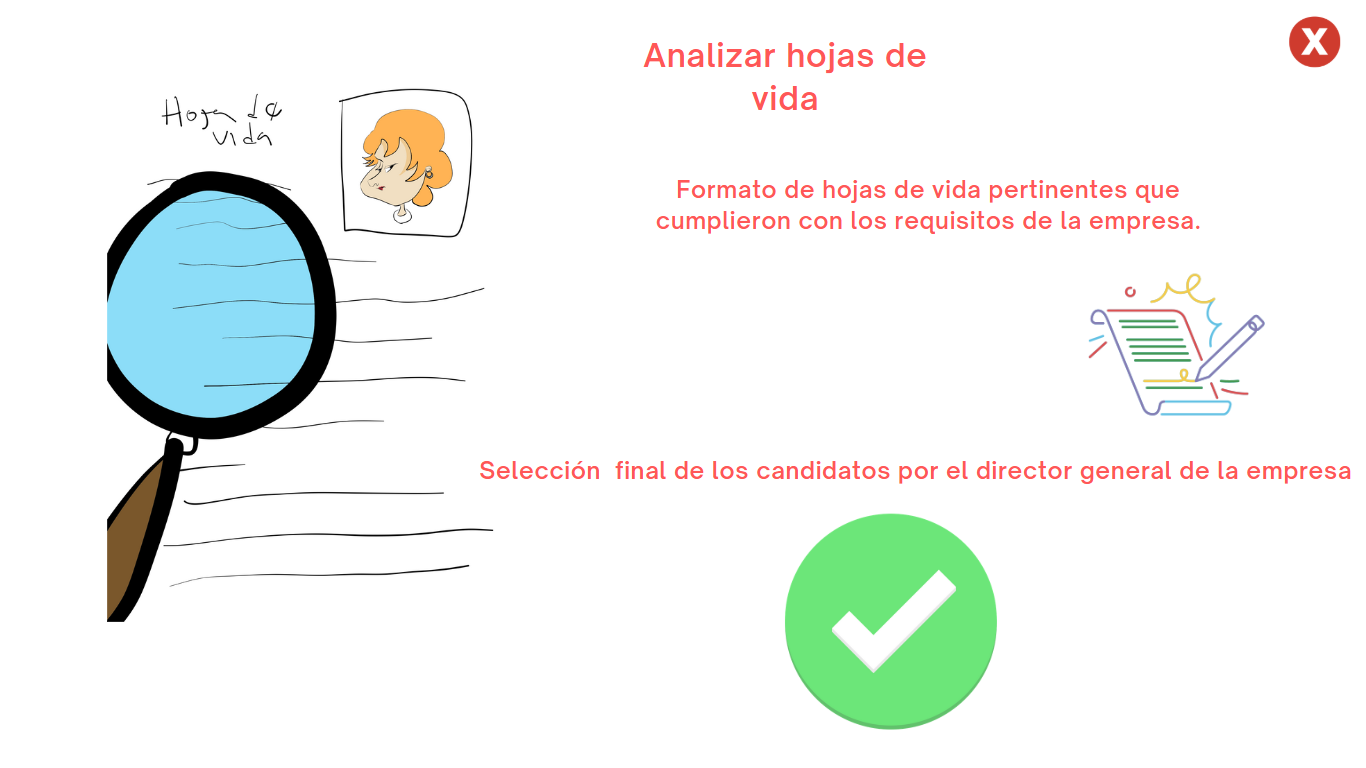 Analizar hojas de
vida
Hoja de
vida
Formato de hojas de vida pertinentes que
cumplieron con los requisitos de la empresa.
Selección final de los candidatos por el director general de la empresa
X